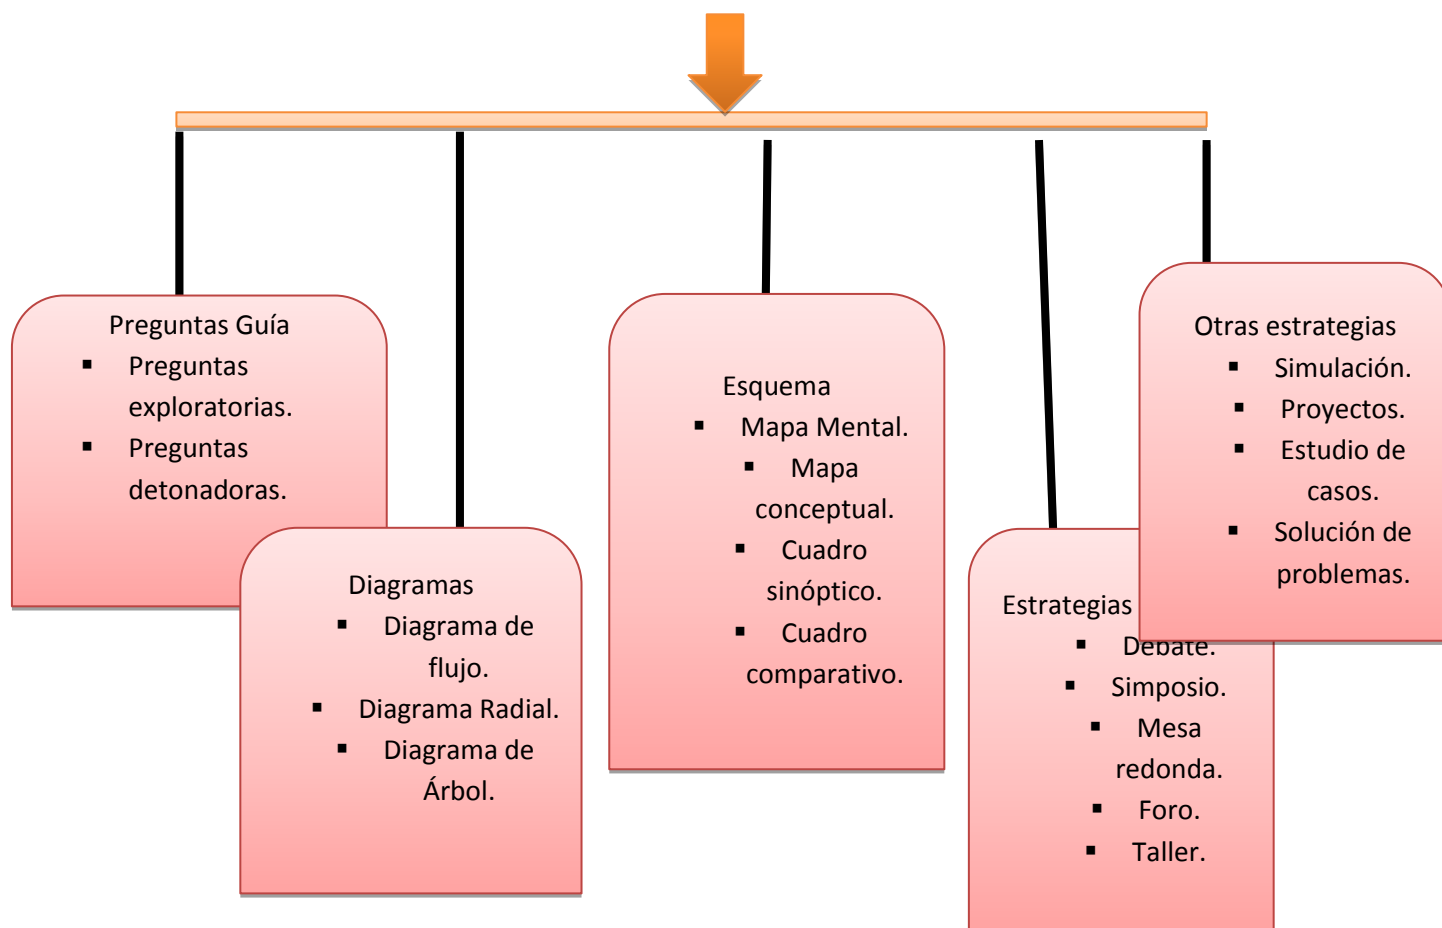 Preguntas Guía
▪ Preguntas
exploratorias.
▪ Preguntas
detonadoras.
Diagramas
▪ Diagrama de
flujo.
▪ Diagrama Radial.
▪ Diagrama de
Árbol.
Esquema
▪ Mapa Mental.
▪ Mapa
conceptual.
▪ Cuadro
sinóptico.
▪ Cuadro
comparativo.
Estrategias
▪ Debate.
▪ Simposio.
▪ Mesa
redonda.
▪ Foro.
▪ Taller.
Otras estrategias
▪ Simulación.
▪ Proyectos.
▪ Estudio de
casos.
▪ Solución de
problemas.